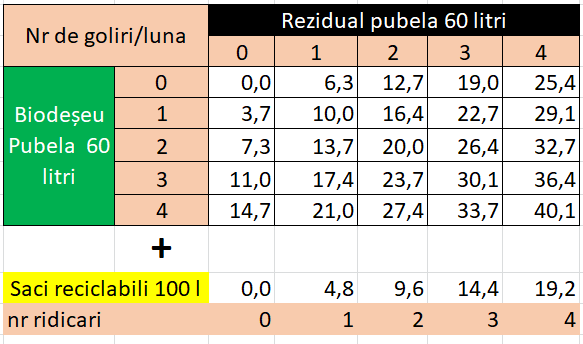 Nr de goliri/luna
Rezidual pubela 60 litri
0 1 2 3 4
Biodeșeu Pubela 60 litri
0 0,0 6,3 12,7 19,0 25,4
1 3,7 10,0 16,4 22,7 29,1
2 7,3 13,7 20,0 26,4 32,7
3 11,0 17,4 23,7 30,1 36,4
4 14,7 21,0 27,4 33,7 40,1
+
Saci reciclabili 100 l 0,0 4,8 9,6 14,4 19,2
nr ridicari 0 1 2 3 4